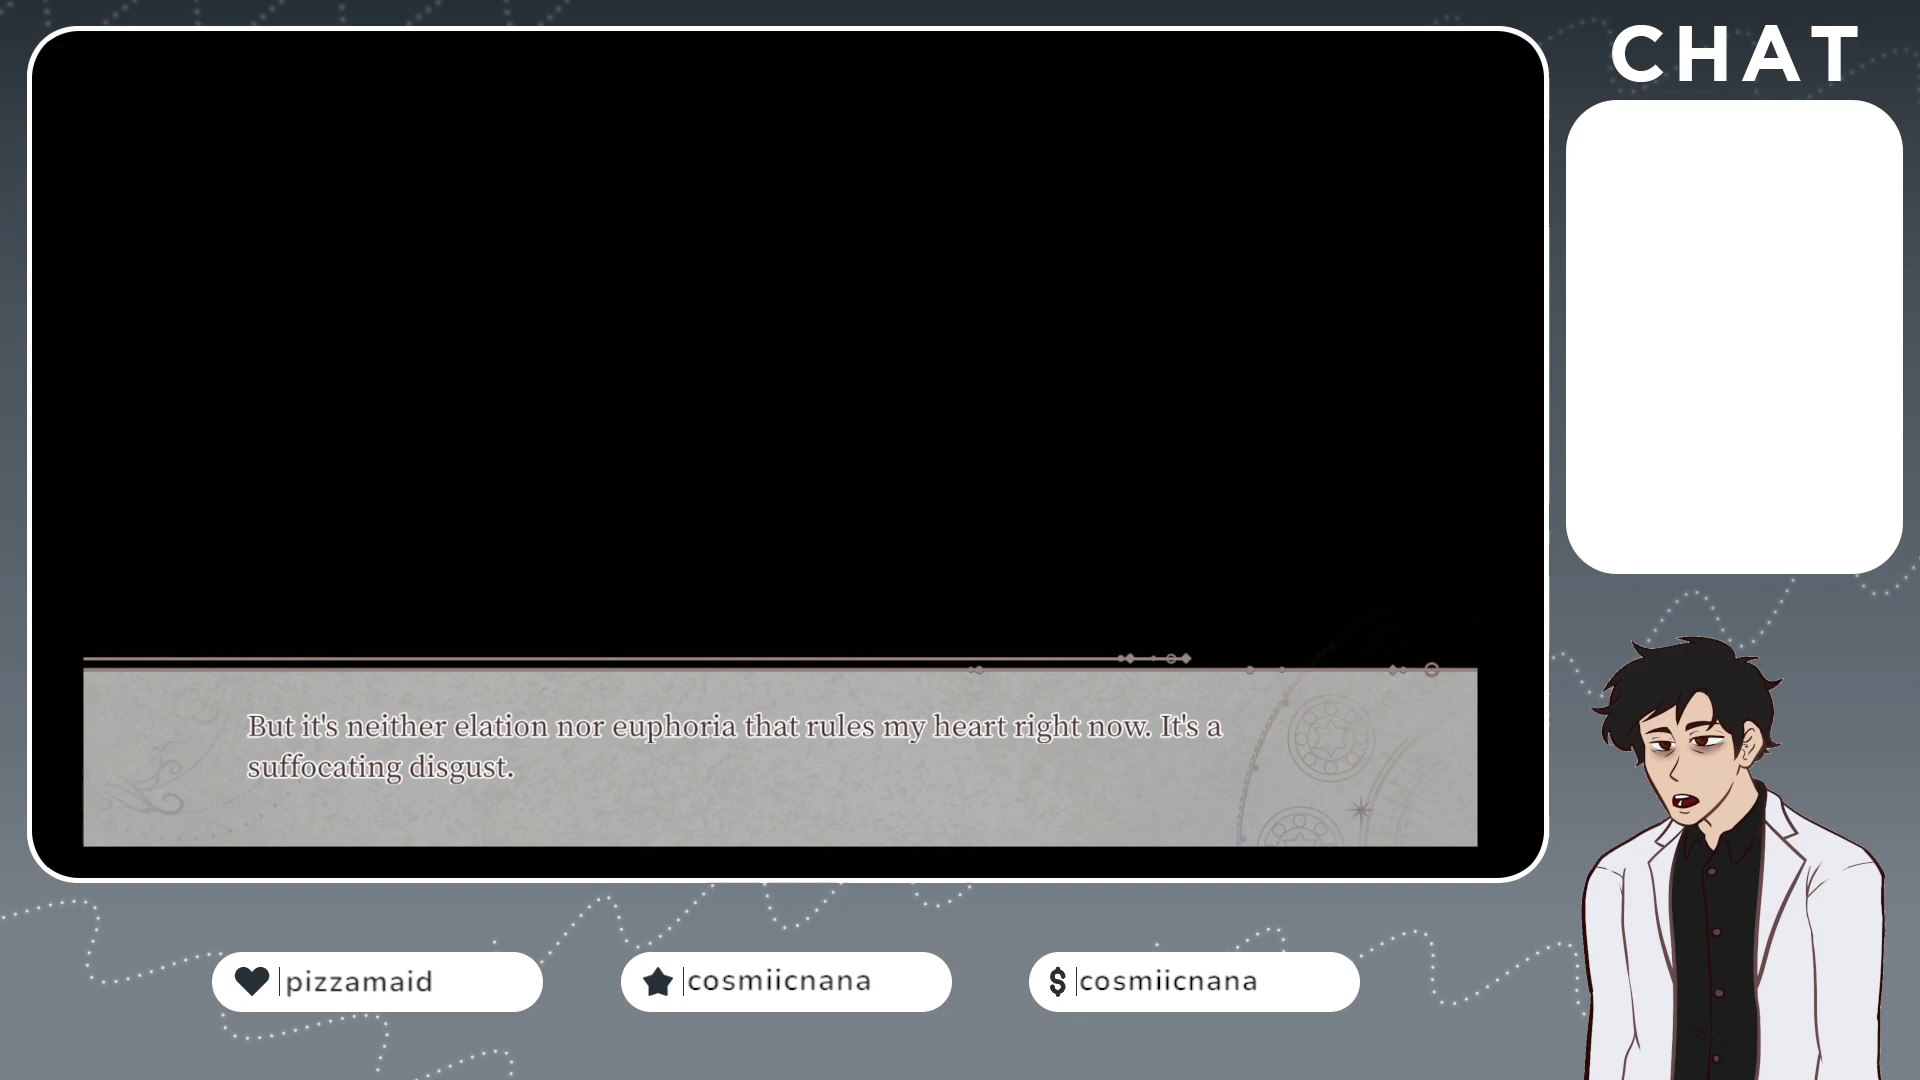 CHAT
But it's neither elation nor euphoria that rules my heart right now. It's a
suffocating disgust.
pizzamaid
cosmiicnana
$ cosmiicnana